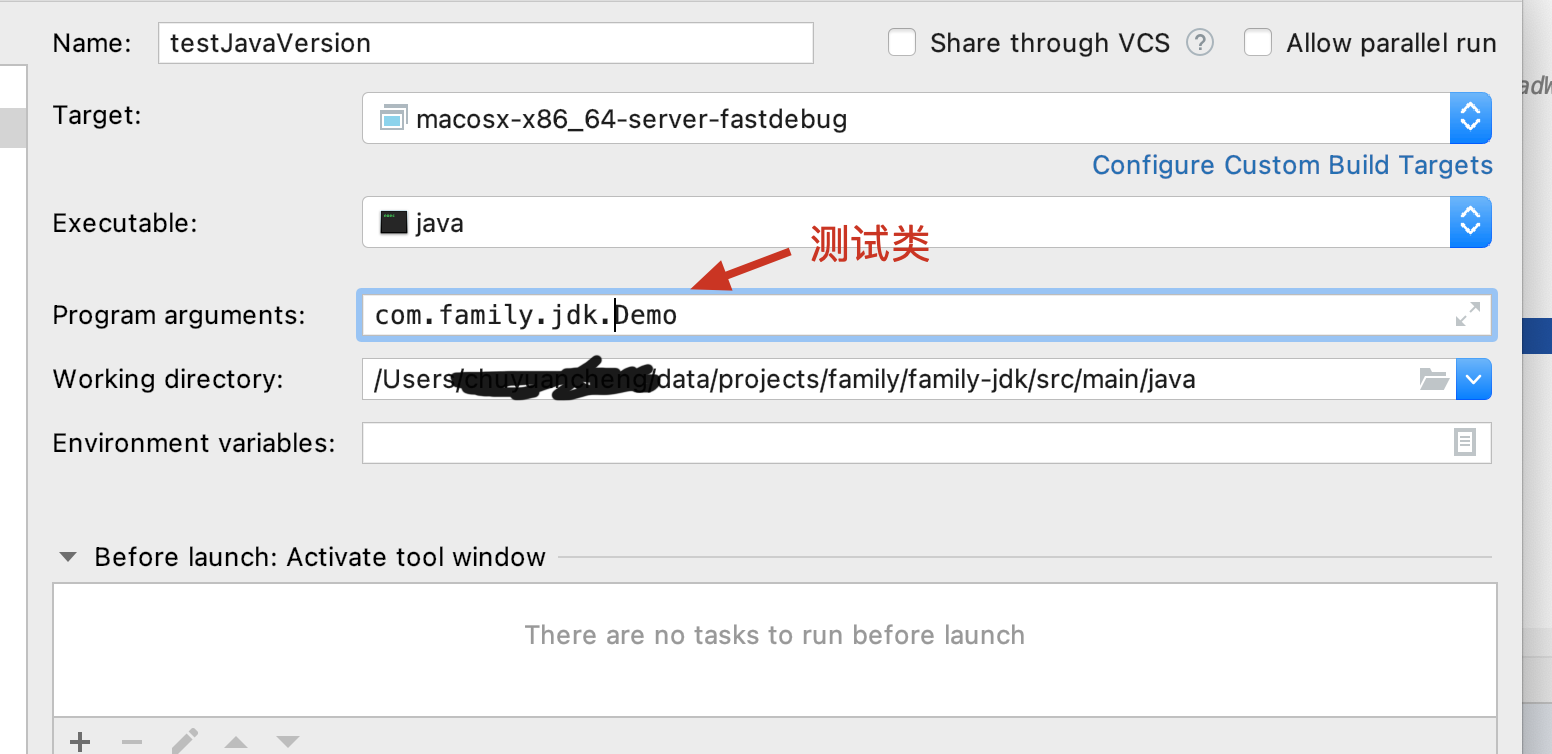 Name: testJavaVersion Share through VCS ? Allow parallel run
Target: macosx-x86_64-server-fastdebug
Configure Custom Build Targets
Executable: java
测试类
Program arguments: com.family.jdk.Demo
Working directory: /Users/ /data/projects/family/family-jdk/src/main/java
Environment variables:
Before launch: Activate tool window
There are no tasks to run before launch